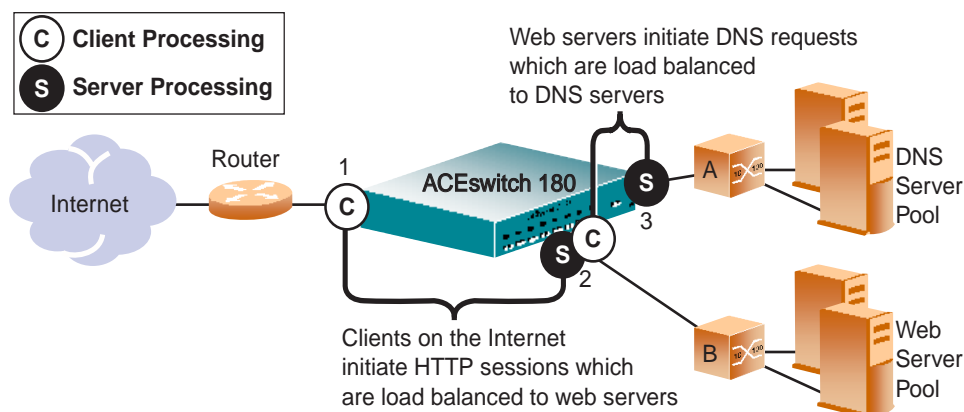 C Client Processing
S Server Processing
Web servers initiate DNS requests
which are load balanced
to DNS servers
Internet
Router
1
C
ACEswitch 180
S
3
A
DNS
Server
Pool
S
C
2
Clients on the Internet
initiate HTTP sessions which
are load balanced to web servers
B
Web
Server
Pool